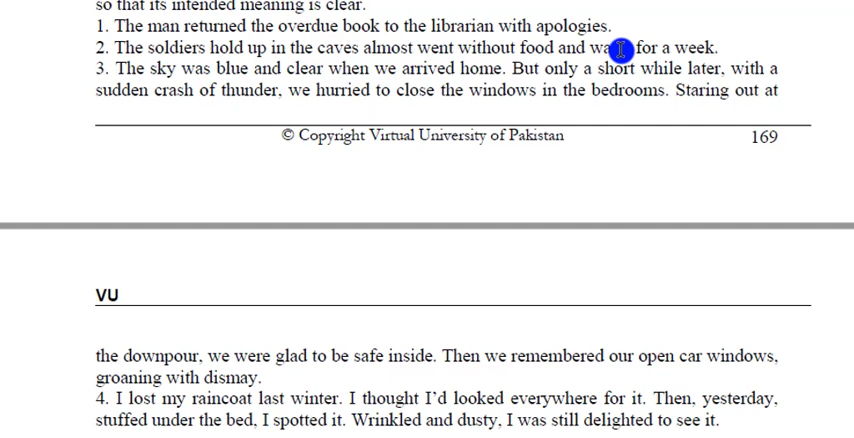 so that its intended meaning is clear.
1. The man returned the overdue book to the librarian with apologies.
2. The soldiers hold up in the caves almost went without food and for a week.
3. The sky was blue and clear when we arrived home. But only a short while later, with a
sudden crash of thunder, we hurried to close the windows in the bedrooms. Staring out at
© Copyright Virtual University of Pakistan 169
VU
the downpour, we were glad to be safe inside. Then we remembered our open car windows,
groaning with dismay.
4. I lost my raincoat last winter. I thought I'd looked everywhere for it. Then, yesterday,
stuffed under the bed, I spotted it. Wrinkled and dusty, I was still delighted to see it.